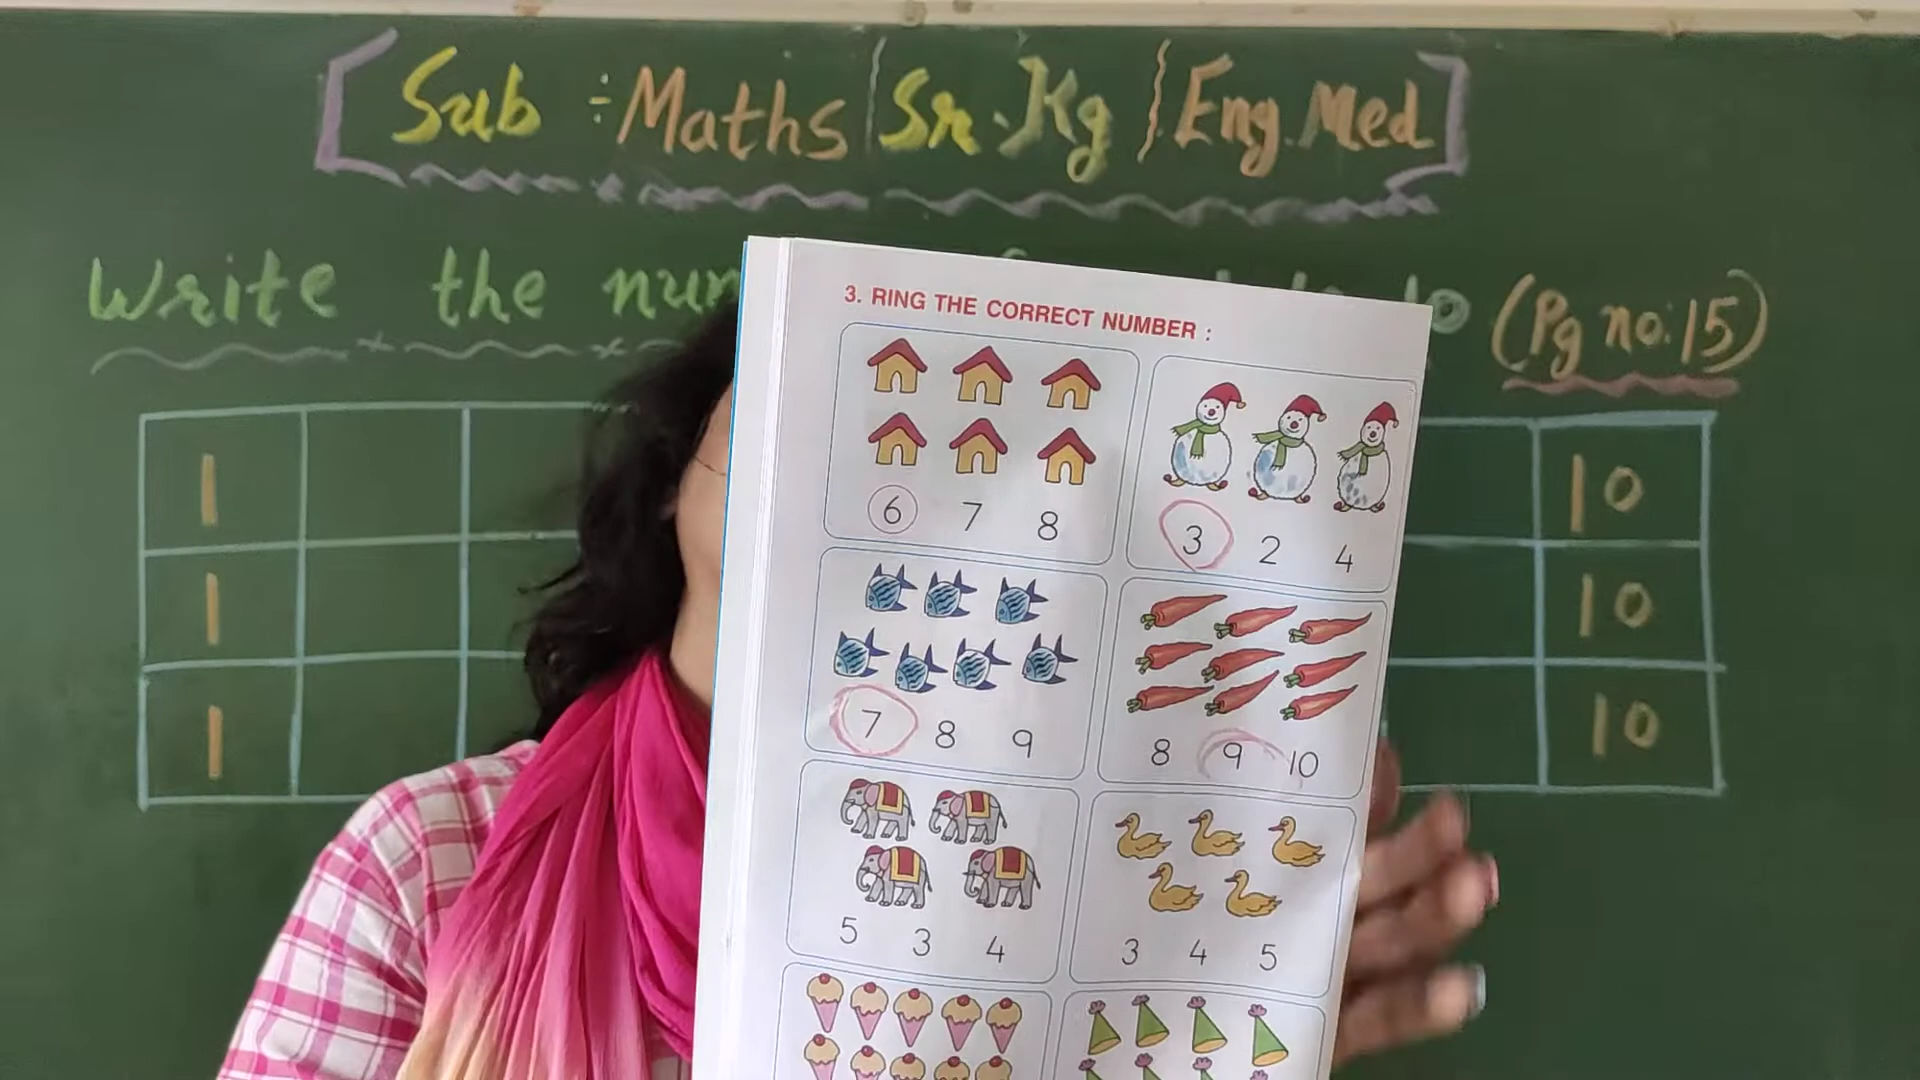 [Sub :- Maths | Sr. Kg | Eng. Med]
Write the 10 (Pg no: 15)
1 10
1 10
1 10
3. RING THE CORRECT NUMBER :
6 7 8
3 2 4
7 8 9
8 9 10
5 3 4
3 4 5